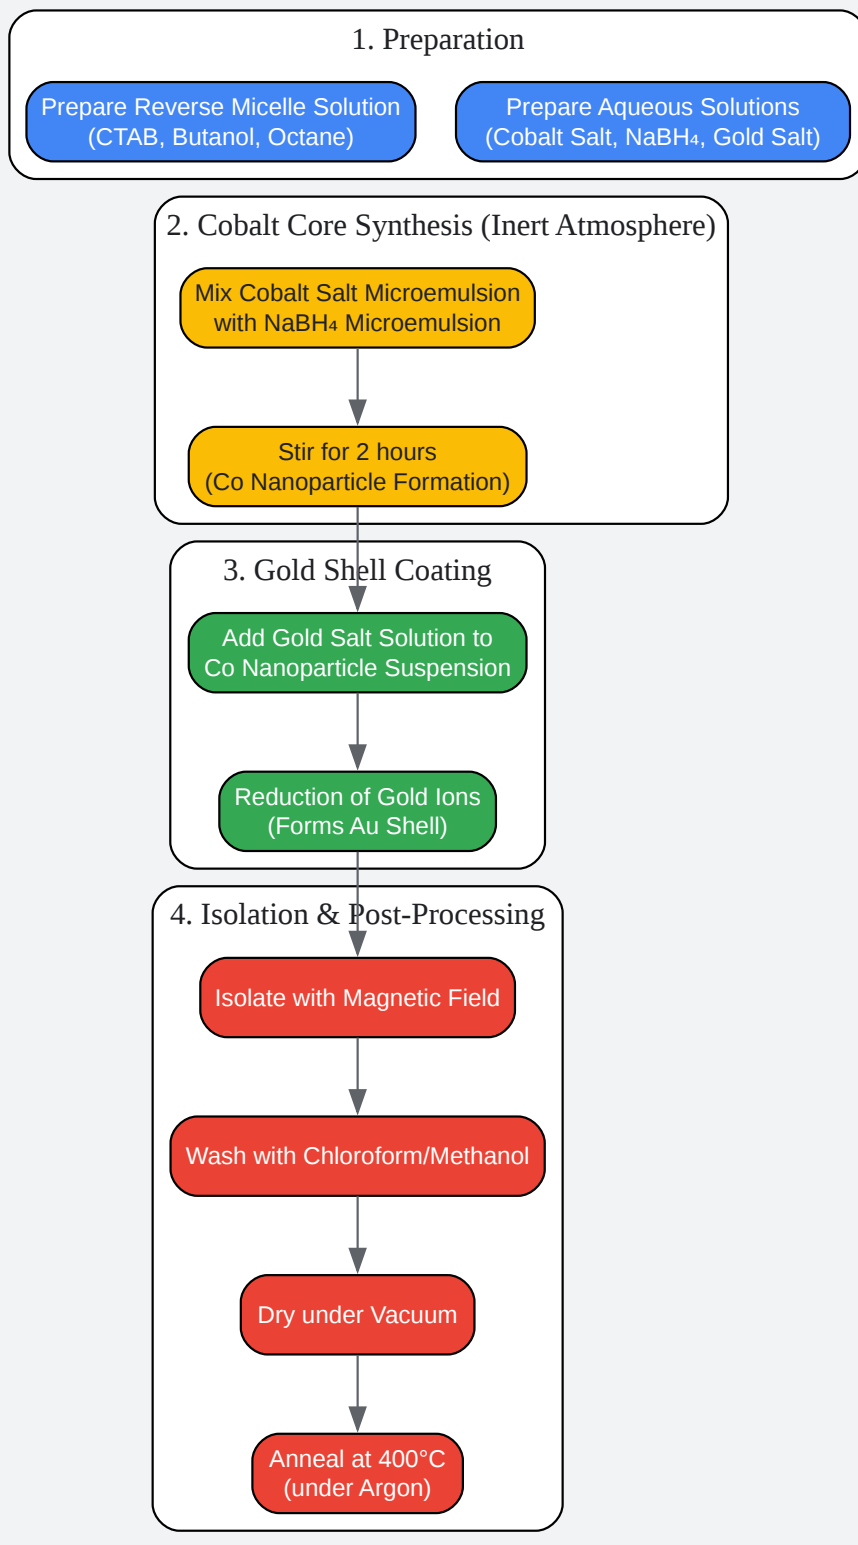 1. Preparation
Prepare Reverse Micelle Solution
(CTAB, Butanol, Octane)
Prepare Aqueous Solutions
(Cobalt Salt, NaBH₄, Gold Salt)
2. Cobalt Core Synthesis (Inert Atmosphere)
Mix Cobalt Salt Microemulsion
with NaBH₄ Microemulsion
Stir for 2 hours
(Co Nanoparticle Formation)
3. Gold Shell Coating
Add Gold Salt Solution to
Co Nanoparticle Suspension
Reduction of Gold Ions
(Forms Au Shell)
4. Isolation & Post-Processing
Isolate with Magnetic Field
Wash with Chloroform/Methanol
Dry under Vacuum
Anneal at 400°C
(under Argon)